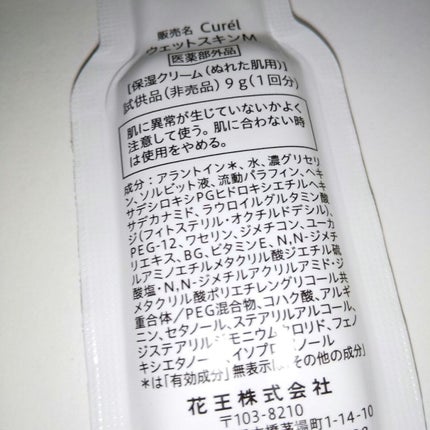 販売名 Curél
ウェットスキンM
医薬部外品
[保湿クリーム(ぬれた肌用)]
試供品(非売品) 9g(1回分)
肌に異常が生じていないかよく
注意して使う。肌に合わない時
は使用をやめる。
成分：アラントイン＊、水、濃グリセリ
ン、ソルビット液、流動パラフィン、ヘキ
サデシロキシPGヒドロキシエチルヘキ
サデカナミド、ラウロイルグルタミン酸
ジ(フィトステリル・オクチルドデシル)、
PEG-12、ワセリン、ジメチコン、ユーカ
リエキス、BG、ビタミンE、N,N-ジメチ
ルアミノエチルメタクリル酸ジエチル硫
酸塩・N,N-ジメチルアクリルアミド・ジ
メタクリル酸ポリエチレングリコール共
重合体/PEG混合物、コハク酸、アルギ
ニン、セタノール、ステアリルアルコール、
ジステアリルジモニウムクロリド、フェノ
キシエタノール、イソプロパノール
＊は「有効成分」無表示は「その他の成分」
花王株式会社
〒103-8210
橋茅場町1-14-10